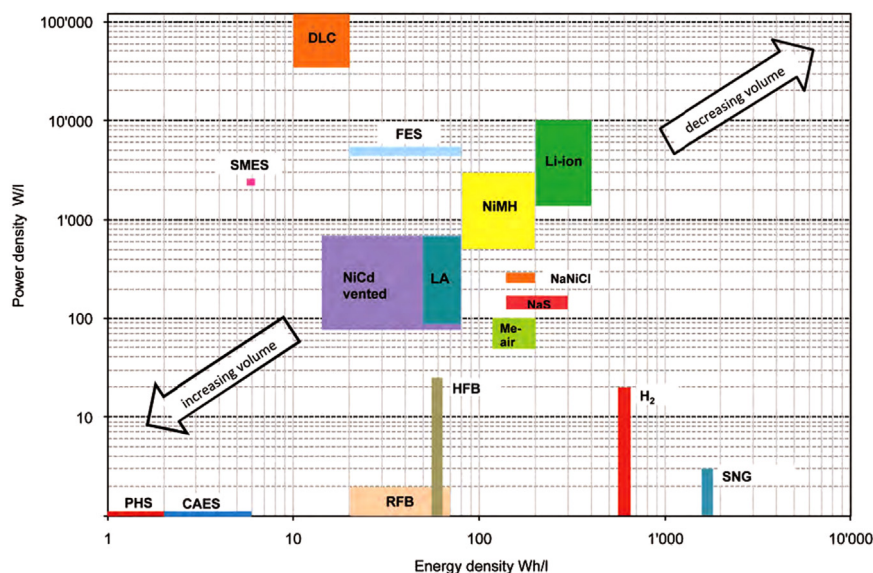 100'000
DLC
decreasing volume
10'000
FES
SMES
Li-ion
NiMH
1'000
Power density W/l
NiCd
vented
LA
NaNiCl
NaS
100
Me-
air
increasing volume
HFB
H₂
10
SNG
RFB
PHS
CAES
1
10
100
1'000
10'000
Energy density Wh/l